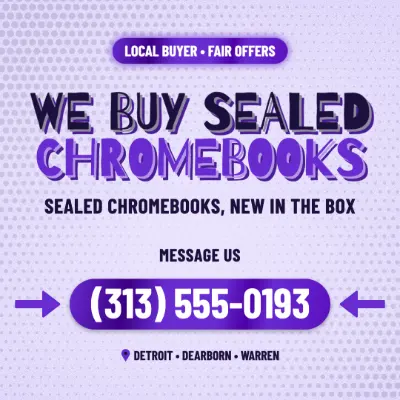 LOCAL BUYER • FAIR OFFERS
WE BUY SEALED
CHROMEBOOKS
SEALED CHROMEBOOKS, NEW IN THE BOX
MESSAGE US
(313) 555-0193
DETROIT • DEARBORN • WARREN